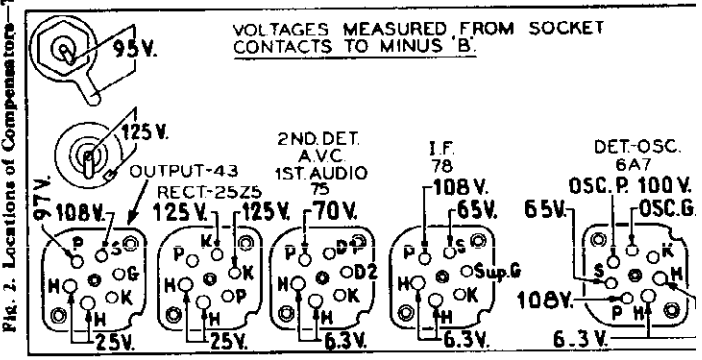 Fig. 2. Locations of Compensators—
VOLTAGES MEASURED FROM SOCKET
CONTACTS TO MINUS 'B'.
95V.
125V.
OUTPUT-43
RECT-25Z5
2ND. DET.
A.V.C.
1ST. AUDIO
75
I.F.
78
DET-OSC.
6A7
97V.
108V.
125V.
125V.
70V.
108V.
65V.
OSC.P. 100V.
65V.
OSC.G.
P S G K H H
25V.
P K K P H H
25V.
P D1 D2 K H H
6.3V.
P S Sup.G K H H
6.3V.
S K H H P
108V.
6.3V.